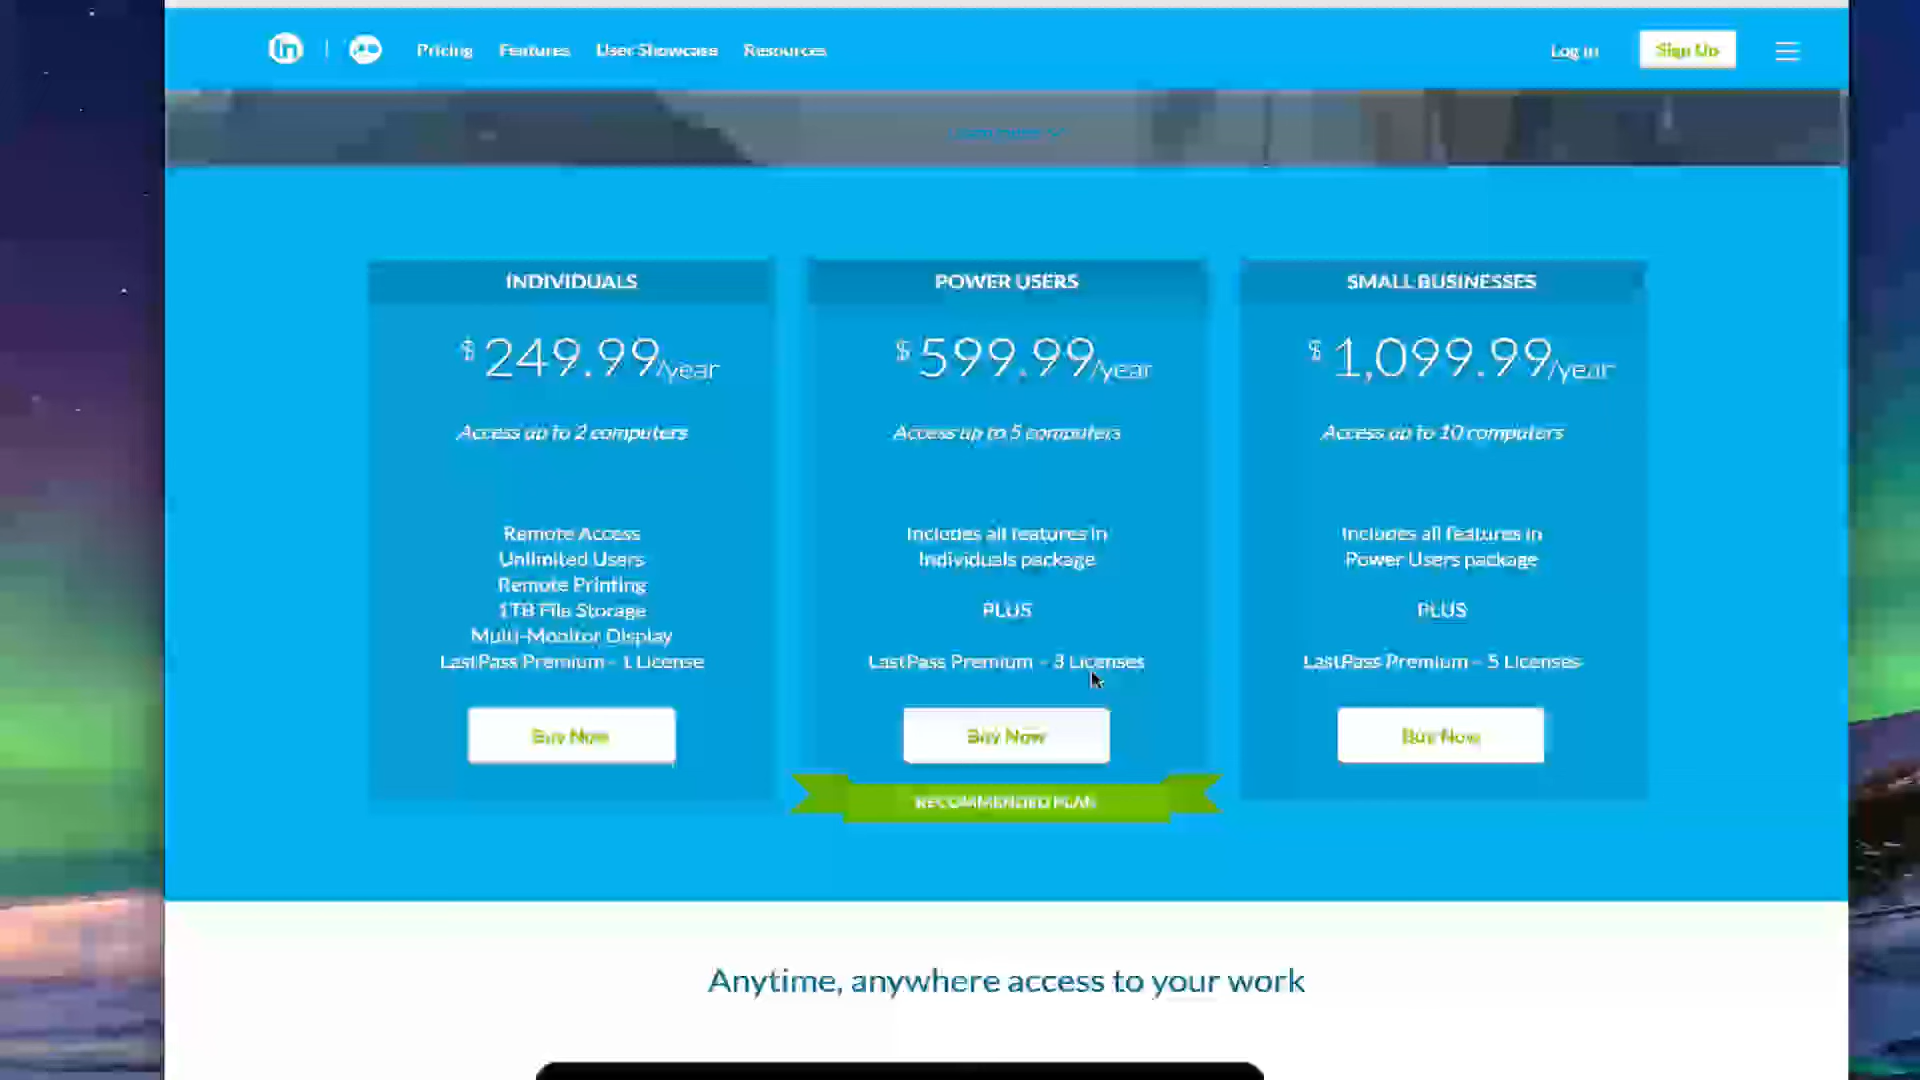 in
Pricing Features User Showcase Resources
Log in
Sign Up
Learn more
INDIVIDUALS
$249.99/year
Access up to 2 computers
Remote Access
Unlimited Users
Remote Printing
1TB File Storage
Multi-Monitor Display
LastPass Premium - 1 License
Buy Now
POWER USERS
$599.99/year
Access up to 5 computers
Includes all features in
Individuals package
PLUS
LastPass Premium - 3 Licenses
Buy Now
RECOMMENDED PLAN
SMALL BUSINESSES
$1,099.99/year
Access up to 10 computers
Includes all features in
Power Users package
PLUS
LastPass Premium - 5 Licenses
Buy Now
Anytime, anywhere access to your work